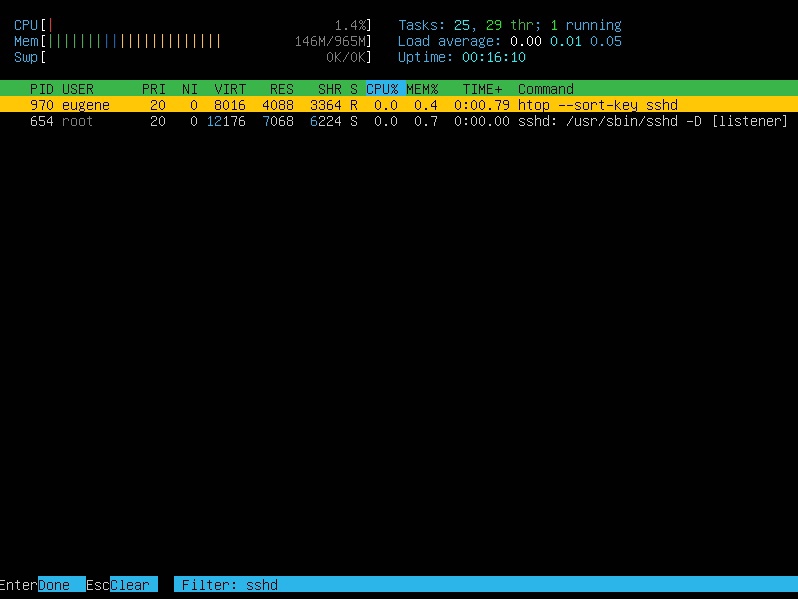 CPU[| 1.4%] Tasks: 25, 29 thr; 1 running
Mem[|||||||||||||||||||||| 146M/965M] Load average: 0.00 0.01 0.05
Swp[ 0K/0K] Uptime: 00:16:10
PID USER PRI NI VIRT RES SHR S CPU% MEM% TIME+ Command
970 eugene 20 0 8016 4088 3364 R 0.0 0.4 0:00.79 htop --sort-key sshd
654 root 20 0 12176 7068 6224 S 0.0 0.7 0:00.00 sshd: /usr/sbin/sshd -D [listener]
EnterDone EscClear Filter: sshd